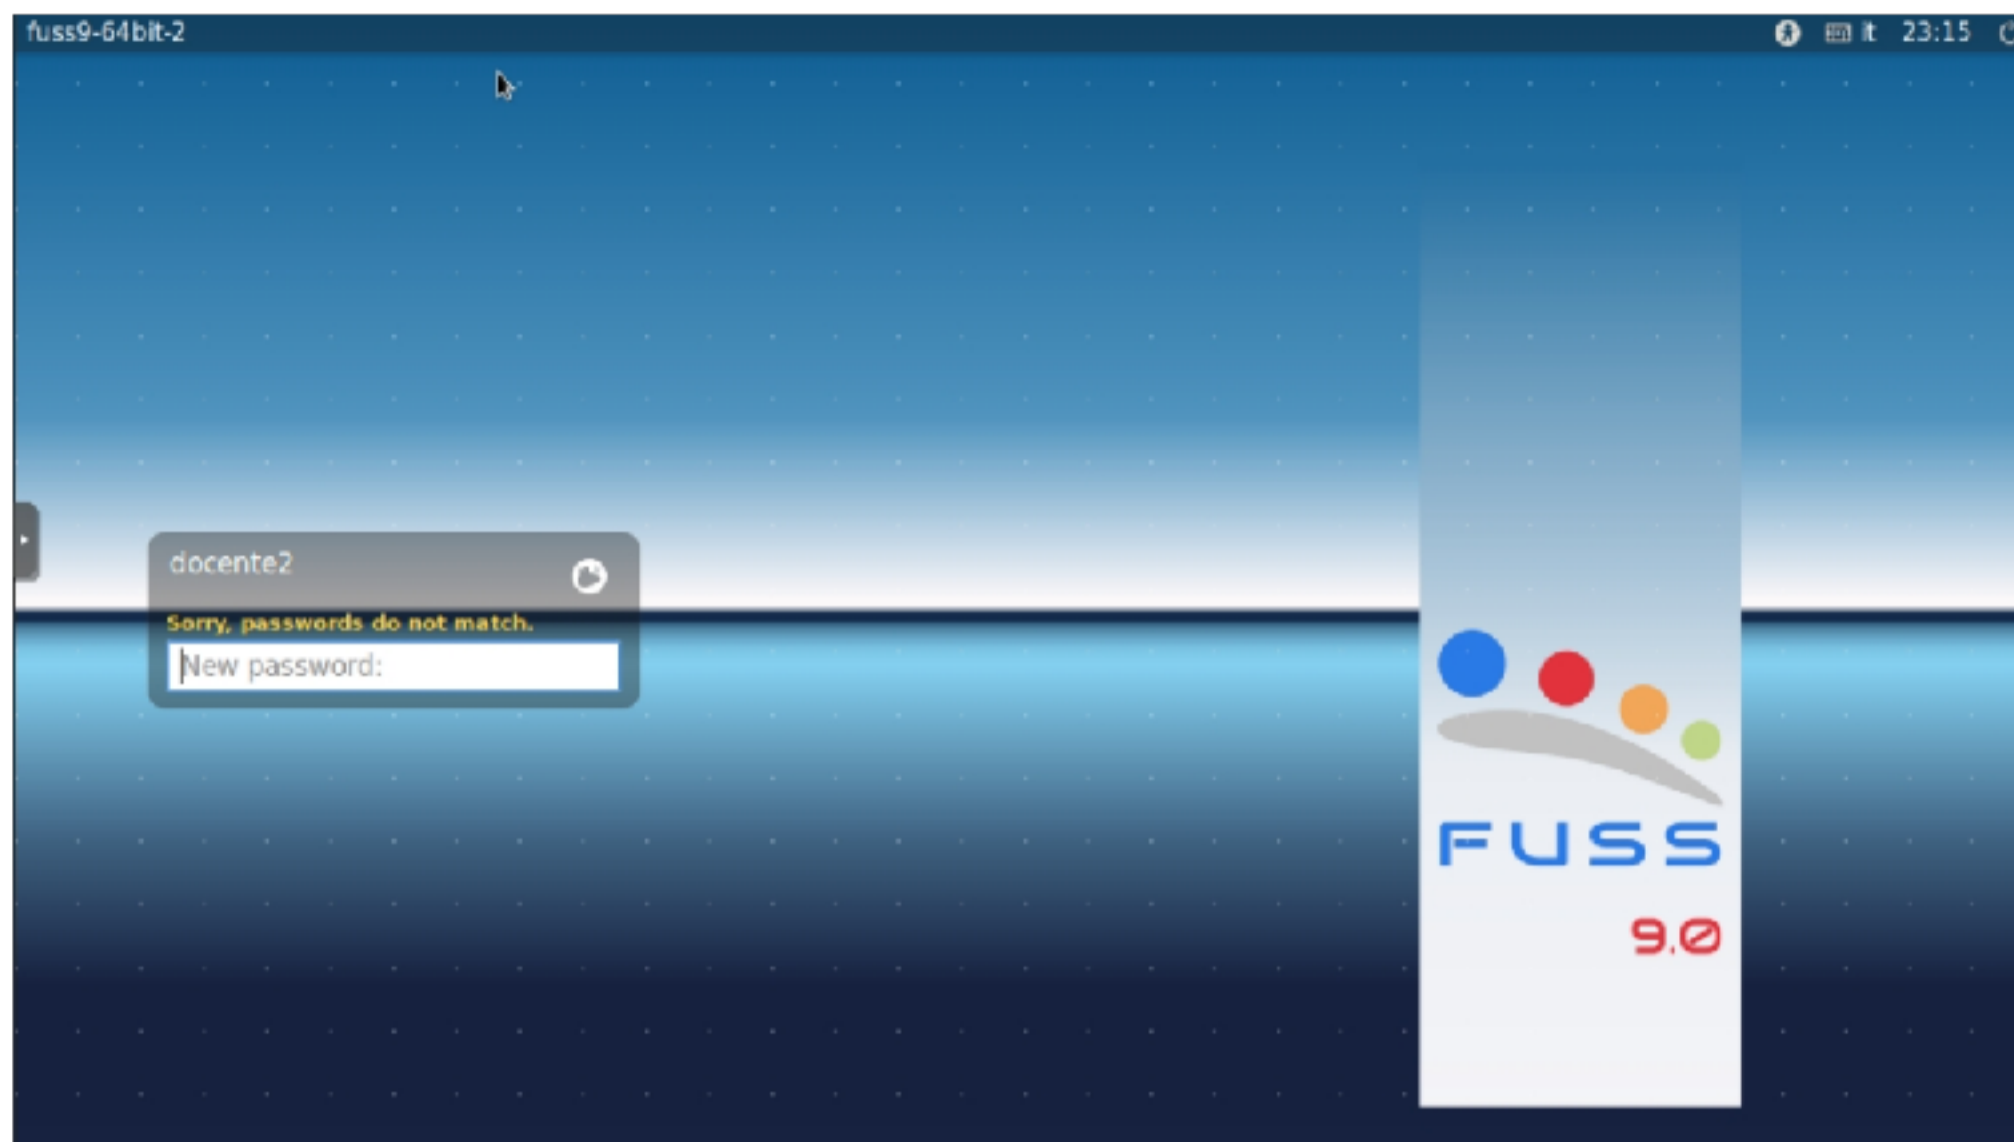 fuss9-64bit-2
it 23:15
docente2
Sorry, passwords do not match.
New password:
FUSS
9.0